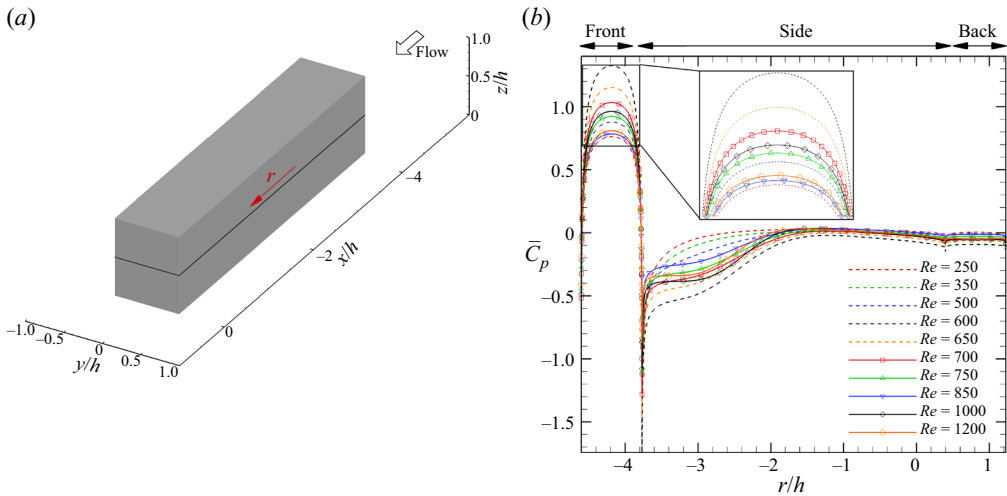 (a)
Flow
1.0
0.5
0
z/h
r
–4
–2
0
x/h
–1.0
–0.5
0
0.5
1.0
y/h
(b)
Front
Side
Back
1.0
0.5
0
–0.5
–1.0
–1.5
C̅p
–4
–3
–2
–1
0
1
r/h
Re = 250
Re = 350
Re = 500
Re = 600
Re = 650
Re = 700
Re = 750
Re = 850
Re = 1000
Re = 1200